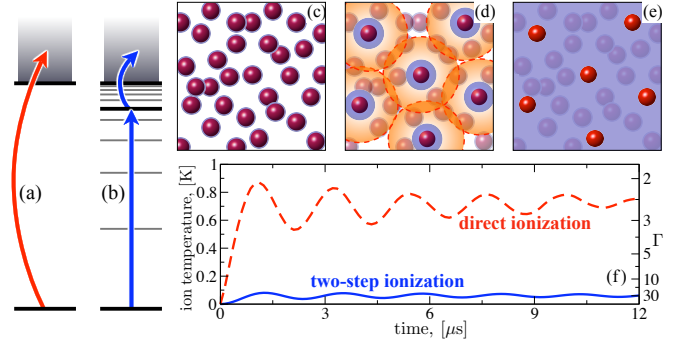 (a)
(b)
(c)
(d)
(e)
ion temperature, [K]
1
0.8
0.6
0.4
0.2
0
2
3
5
10
30
Γ
direct ionization
two-step ionization
(f)
0 3 6 9 12
time, [μs]